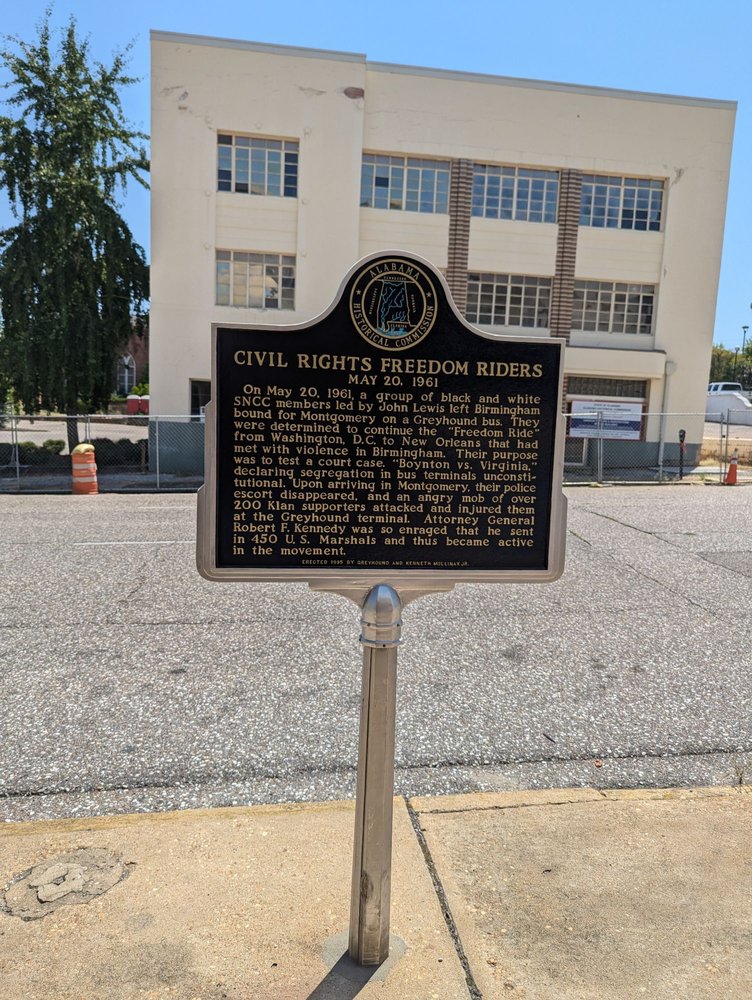 ALABAMA
HISTORICAL COMMISSION
CIVIL RIGHTS FREEDOM RIDERS
MAY 20, 1961
On May 20, 1961, a group of black and white
SNCC members led by John Lewis left Birmingham
bound for Montgomery on a Greyhound bus. They
were determined to continue the "Freedom Ride"
from Washington, D.C. to New Orleans that had
met with violence in Birmingham. Their purpose
was to test a court case, "Boynton vs. Virginia,"
declaring segregation in bus terminals unconsti-
tutional. Upon arriving in Montgomery, their police
escort disappeared, and an angry mob of over
200 Klan supporters attacked and injured them
at the Greyhound terminal. Attorney General
Robert F. Kennedy was so enraged that he sent
in 450 U.S. Marshals and thus became active
in the movement.
ERECTED 1995 BY GREYHOUND AND KENNETH MULLINAX JR.